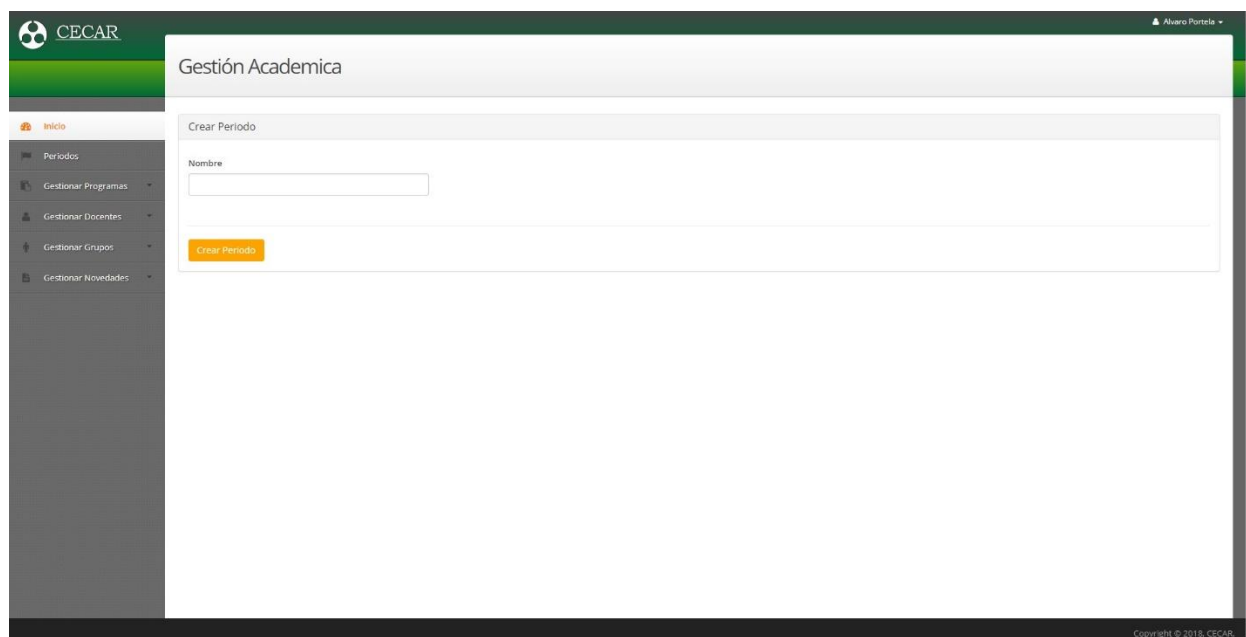 CECAR
Alvaro Portela
Gestión Academica
Inicio
Periodos
Gestionar Programas
Gestionar Docentes
Gestionar Grupos
Gestionar Novedades
Crear Periodo
Nombre
Crear Periodo
Copyright © 2018, CECAR.